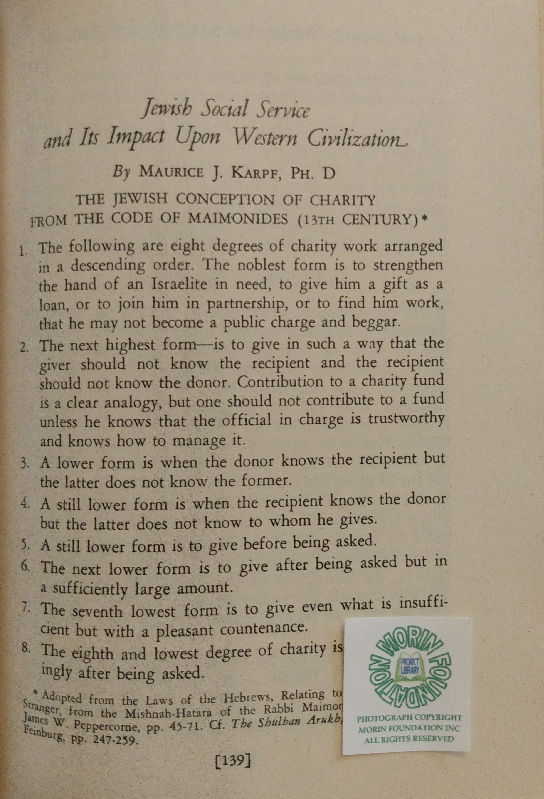 Jewish Social Service
and Its Impact Upon Western Civilization
By MAURICE J. KARPF, PH. D
THE JEWISH CONCEPTION OF CHARITY
FROM THE CODE OF MAIMONIDES (13TH CENTURY)*
1. The following are eight degrees of charity work arranged
in a descending order. The noblest form is to strengthen
the hand of an Israelite in need, to give him a gift as a
loan, or to join him in partnership, or to find him work,
that he may not become a public charge and beggar.
2. The next highest form—is to give in such a way that the
giver should not know the recipient and the recipient
should not know the donor. Contribution to a charity fund
is a clear analogy, but one should not contribute to a fund
unless he knows that the official in charge is trustworthy
and knows how to manage it.
3. A lower form is when the donor knows the recipient but
the latter does not know the former.
4. A still lower form is when the recipient knows the donor
but the latter does not know to whom he gives.
5. A still lower form is to give before being asked.
6. The next lower form is to give after being asked but in
a sufficiently large amount.
7. The seventh lowest form is to give even what is insuffi-
cient but with a pleasant countenance.
8. The eighth and lowest degree of charity is
ingly after being asked.
* Adopted from the Laws of the Hebrews, Relating to
Stranger, from the Mishnah-Hatara of the Rabbi Maimon
James W. Peppercorne, pp. 45-71. Cf. The Shulhan Arukh,
Feinburg, pp. 247-259.
[139]
MORIN FOUNDATION
PROJECT
LIBRARY
PHOTOGRAPH COPYRIGHT
MORIN FOUNDATION INC
ALL RIGHTS RESERVED